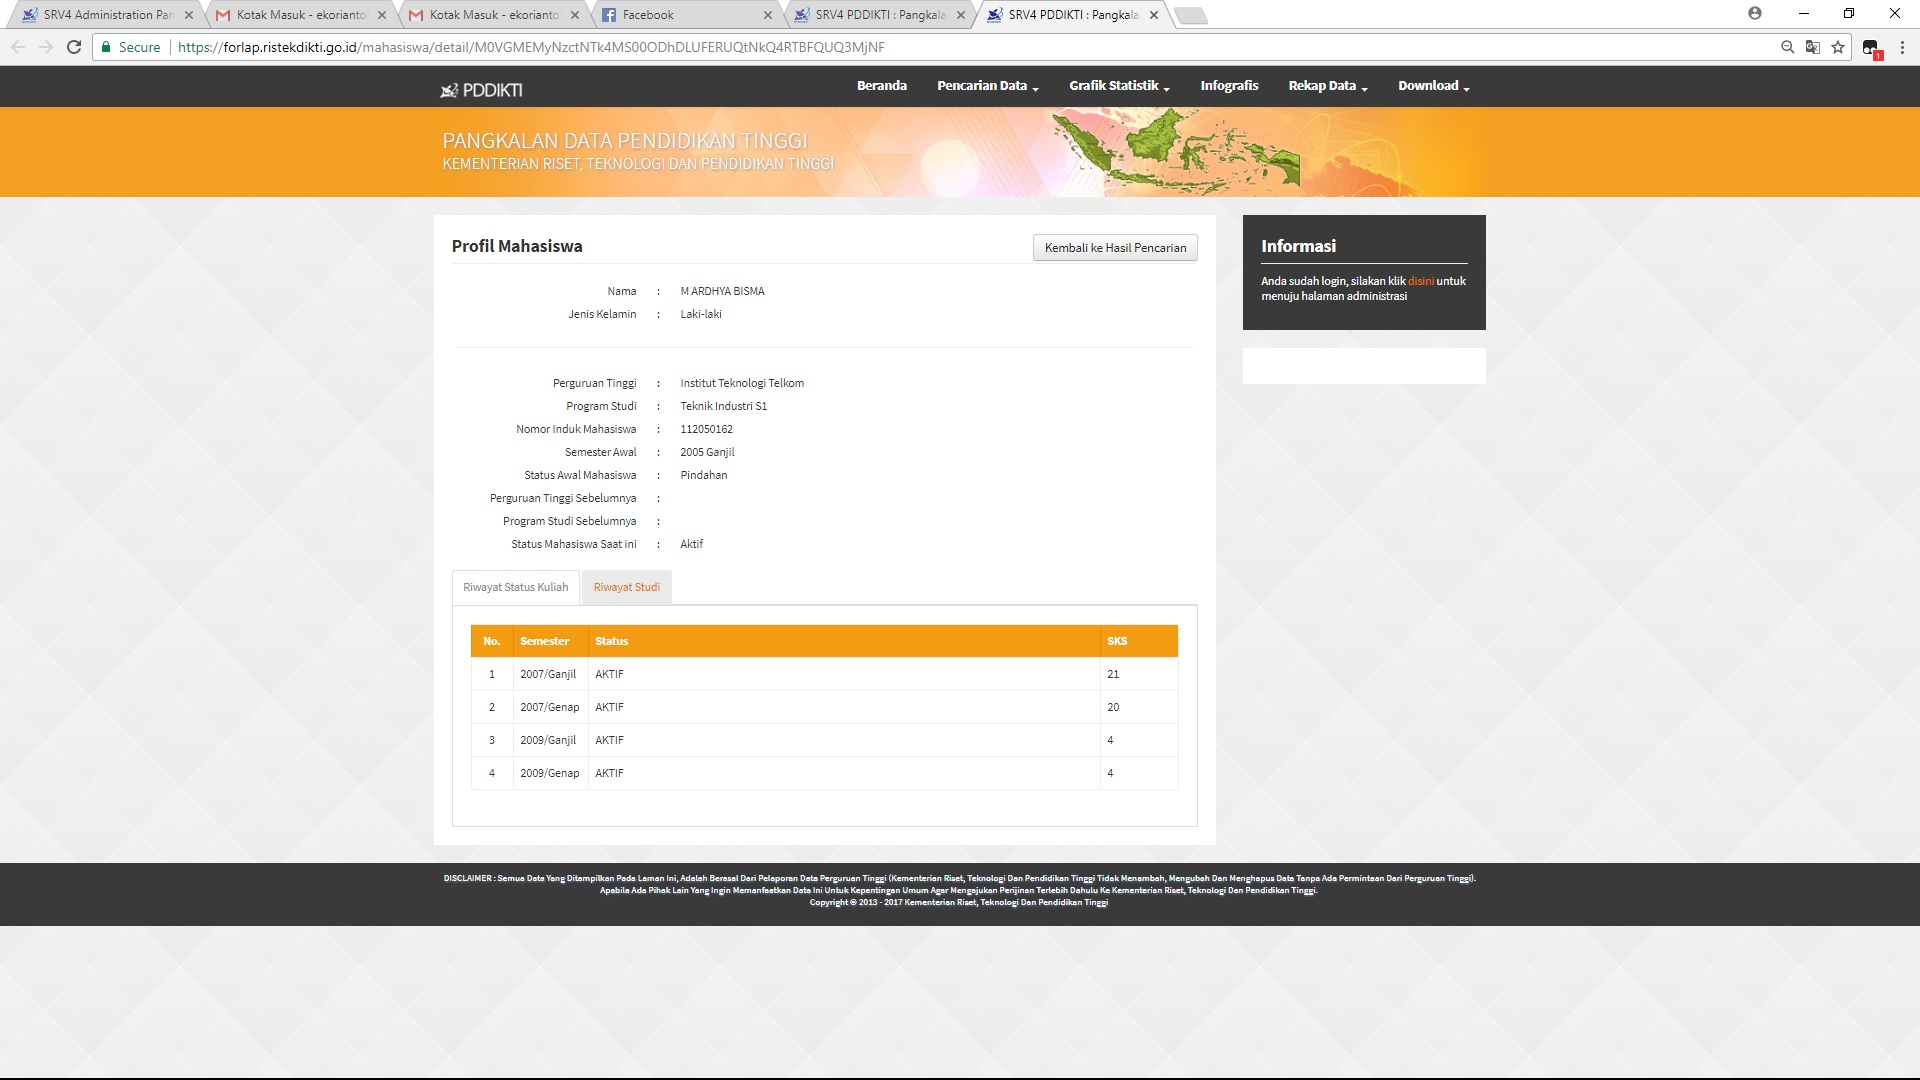 SRV4 Administration Pan
Kotak Masuk - ekorianto
Kotak Masuk - ekorianto
Facebook
SRV4 PDDIKTI : Pangkala
SRV4 PDDIKTI : Pangkala
Secure
https://forlap.ristekdikti.go.id/mahasiswa/detail/M0VGMEMyNzctNTk4MS00ODhDLUFERUQtNkQ4RTBFQUQ3MjNF
1
PDDIKTI
Beranda
Pencarian Data
Grafik Statistik
Infografis
Rekap Data
Download
PANGKALAN DATA PENDIDIKAN TINGGI
KEMENTERIAN RISET, TEKNOLOGI DAN PENDIDIKAN TINGGI
Profil Mahasiswa
Kembali ke Hasil Pencarian
Nama : M ARDHYA BISMA
Jenis Kelamin : Laki-laki
Perguruan Tinggi : Institut Teknologi Telkom
Program Studi : Teknik Industri S1
Nomor Induk Mahasiswa : 112050162
Semester Awal : 2005 Ganjil
Status Awal Mahasiswa : Pindahan
Perguruan Tinggi Sebelumnya :
Program Studi Sebelumnya :
Status Mahasiswa Saat ini : Aktif
Riwayat Status Kuliah
Riwayat Studi
No. Semester Status SKS
1 2007/Ganjil AKTIF 21
2 2007/Genap AKTIF 20
3 2009/Ganjil AKTIF 4
4 2009/Genap AKTIF 4
Informasi
Anda sudah login, silakan klik disini untuk
menuju halaman administrasi
DISCLAIMER : Semua Data Yang Ditampilkan Pada Laman Ini, Adalah Berasal Dari Pelaporan Data Perguruan Tinggi (Kementerian Riset, Teknologi Dan Pendidikan Tinggi Tidak Menambah, Mengubah Dan Menghapus Data Tanpa Ada Permintaan Dari Perguruan Tinggi).
Apabila Ada Pihak Lain Yang Ingin Memanfaatkan Data Ini Untuk Kepentingan Umum Agar Mengajukan Perijinan Terlebih Dahulu Ke Kementerian Riset, Teknologi Dan Pendidikan Tinggi.
Copyright © 2013 - 2017 Kementerian Riset, Teknologi Dan Pendidikan Tinggi